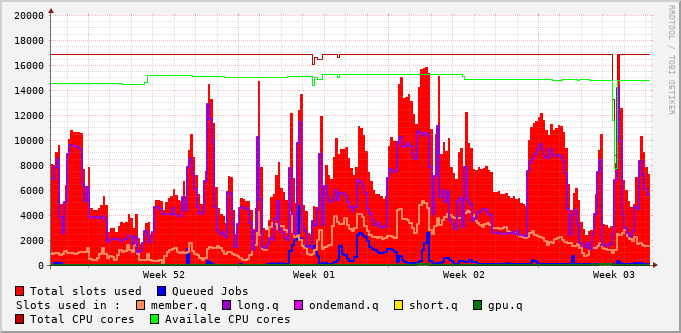 20000
18000
16000
14000
12000
10000
8000
6000
4000
2000
0
Week 52 Week 01 Week 02 Week 03
RRDTOOL / TOBI OETIKER
Total slots used Queued Jobs
Slots used in : member.q long.q ondemand.q short.q gpu.q
Total CPU cores Availale CPU cores